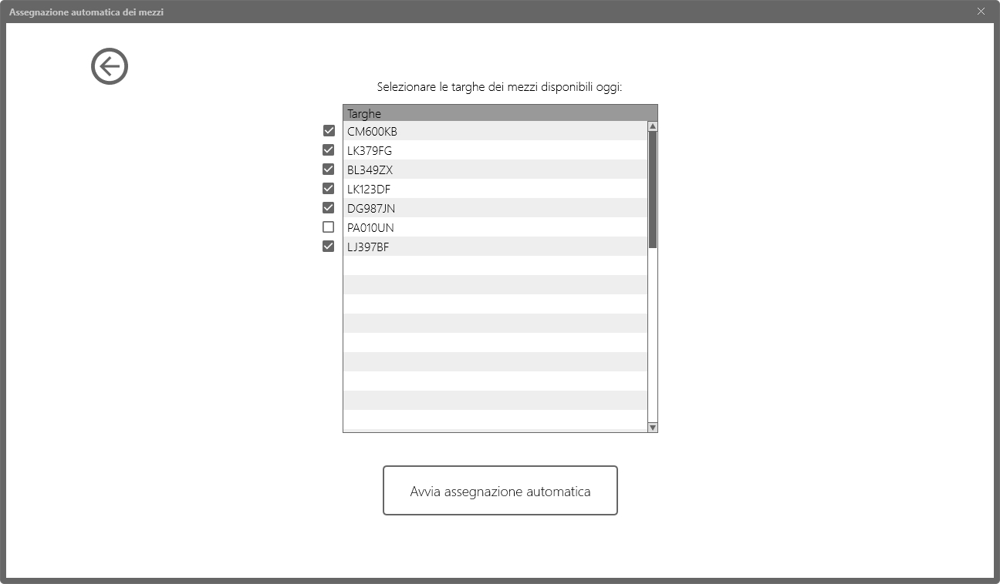 Assegnazione automatica dei mezzi
Selezionare le targhe dei mezzi disponibili oggi:
Targhe
CM600KB
LK379FG
BL349ZX
LK123DF
DG987JN
PA010UN
LJ397BF
Avvia assegnazione automatica